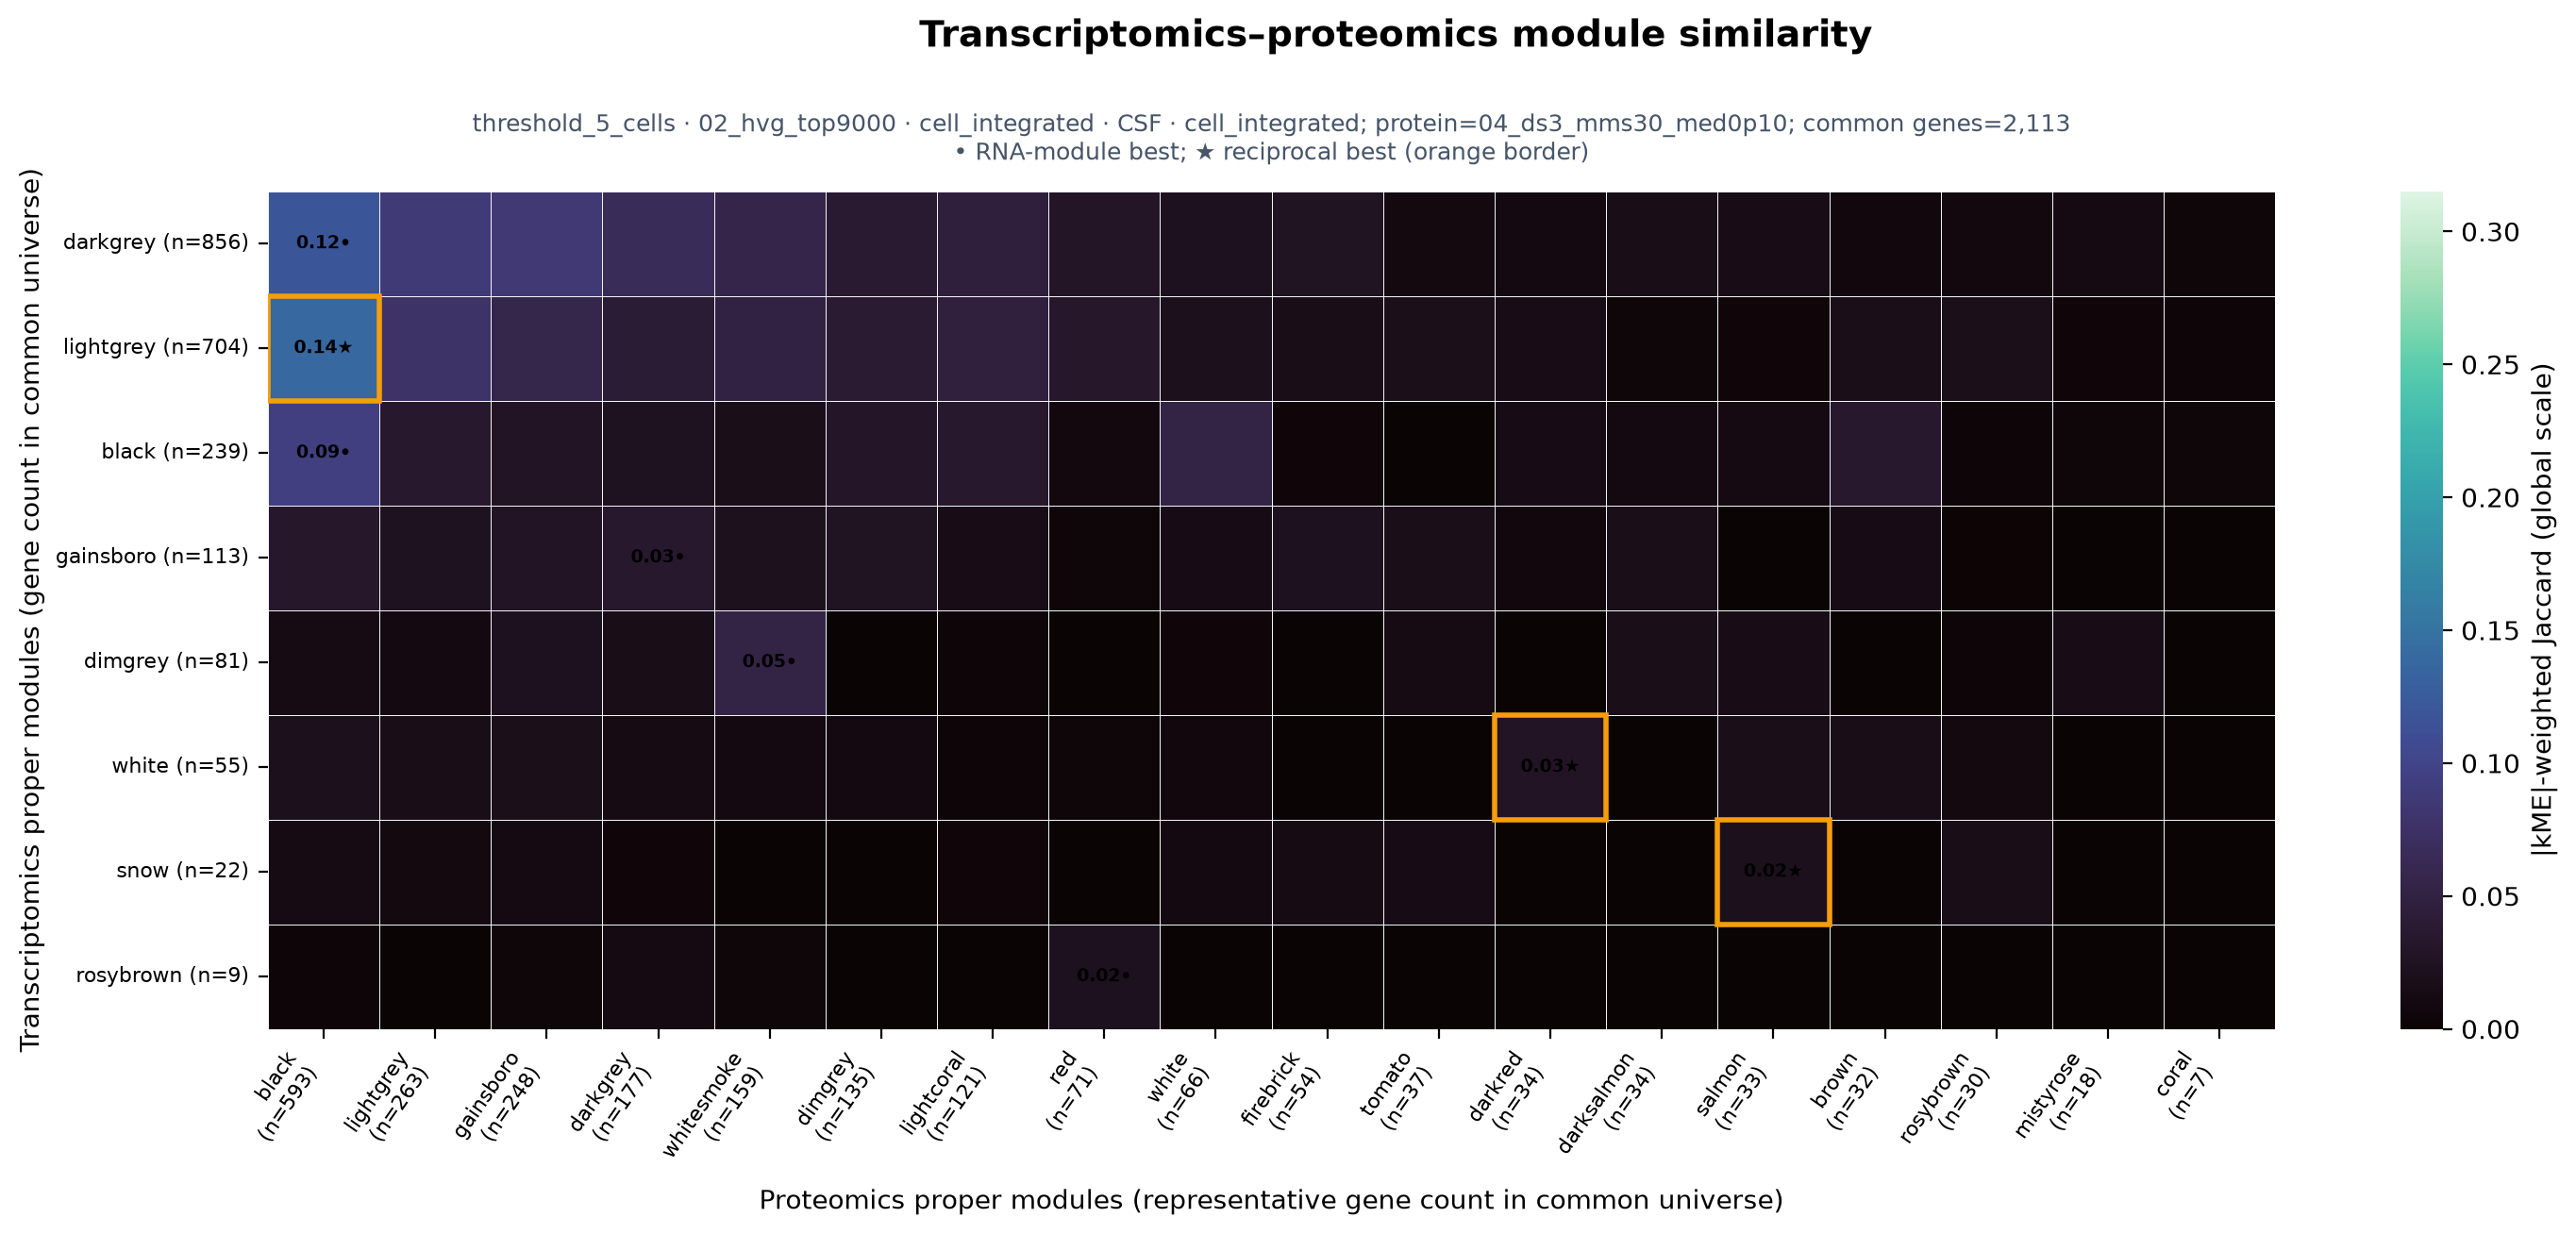 Transcriptomics–proteomics module similarity
threshold_5_cells · 02_hvg_top9000 · cell_integrated · CSF · cell_integrated; protein=04_ds3_mms30_med0p10; common genes=2,113
• RNA-module best; ★ reciprocal best (orange border)
Transcriptomics proper modules (gene count in common universe)
darkgrey (n=856)
0.12•
lightgrey (n=704)
0.14★
black (n=239)
0.09•
gainsboro (n=113)
0.03•
dimgrey (n=81)
0.05•
white (n=55)
0.03★
snow (n=22)
0.02★
rosybrown (n=9)
0.02•
black
(n=593)
lightgrey
(n=263)
gainsboro
(n=248)
darkgrey
(n=177)
whitesmoke
(n=159)
dimgrey
(n=135)
lightcoral
(n=121)
red
(n=71)
white
(n=66)
firebrick
(n=54)
tomato
(n=37)
darkred
(n=34)
darksalmon
(n=34)
salmon
(n=33)
brown
(n=32)
rosybrown
(n=30)
mistyrose
(n=18)
coral
(n=7)
Proteomics proper modules (representative gene count in common universe)
0.30
0.25
0.20
0.15
0.10
0.05
0.00
|kME|-weighted Jaccard (global scale)